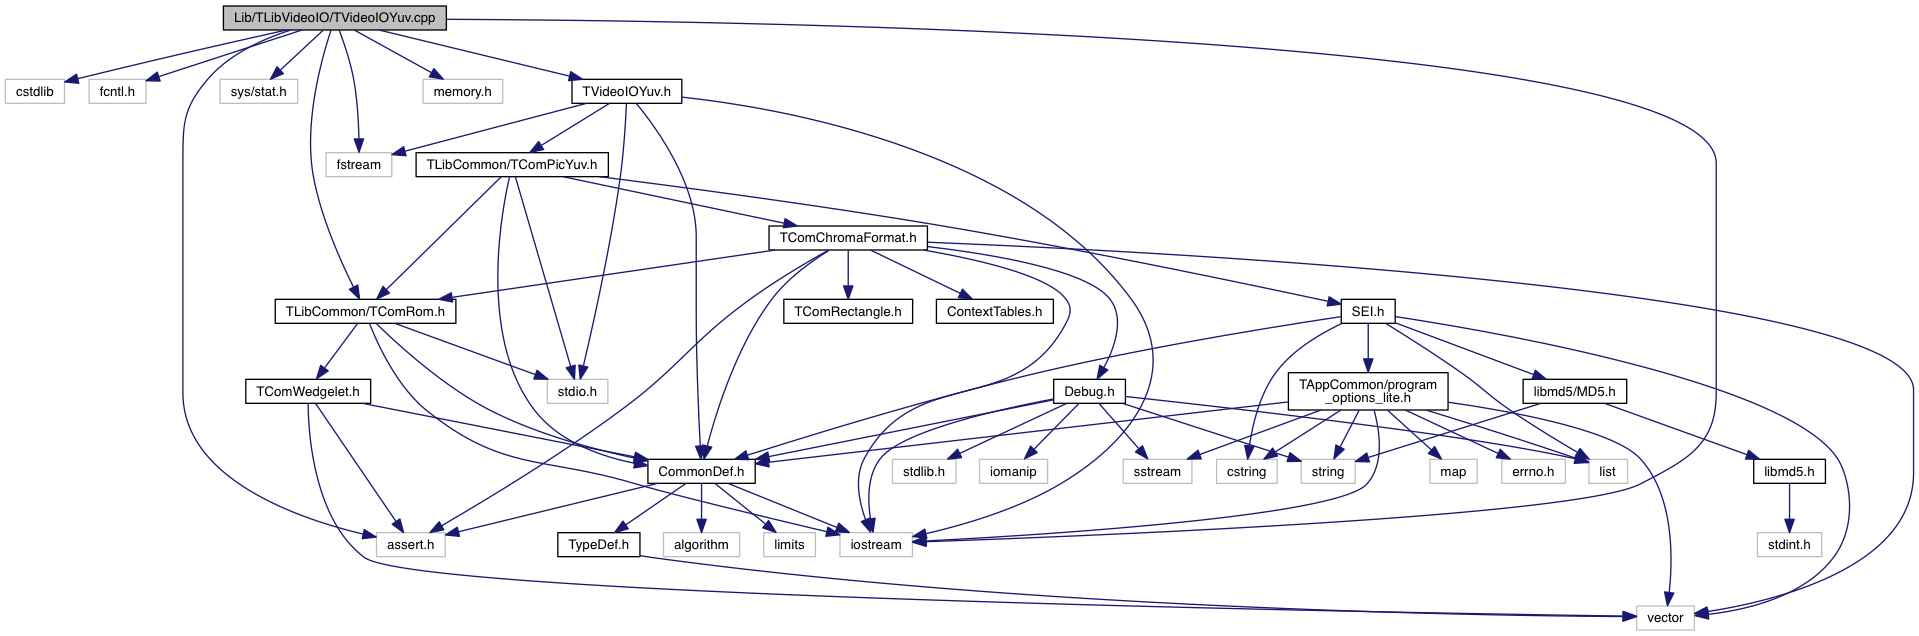 Lib/TLibVideoIO/TVideoIOYuv.cpp
cstdlib
fcntl.h
sys/stat.h
memory.h
TVideoIOYuv.h
fstream
TLibCommon/TComPicYuv.h
TComChromaFormat.h
TLibCommon/TComRom.h
TComRectangle.h
ContextTables.h
SEI.h
TComWedgelet.h
stdio.h
Debug.h
TAppCommon/program
_options_lite.h
libmd5/MD5.h
CommonDef.h
stdlib.h
iomanip
sstream
cstring
string
map
errno.h
list
libmd5.h
assert.h
TypeDef.h
algorithm
limits
iostream
stdint.h
vector